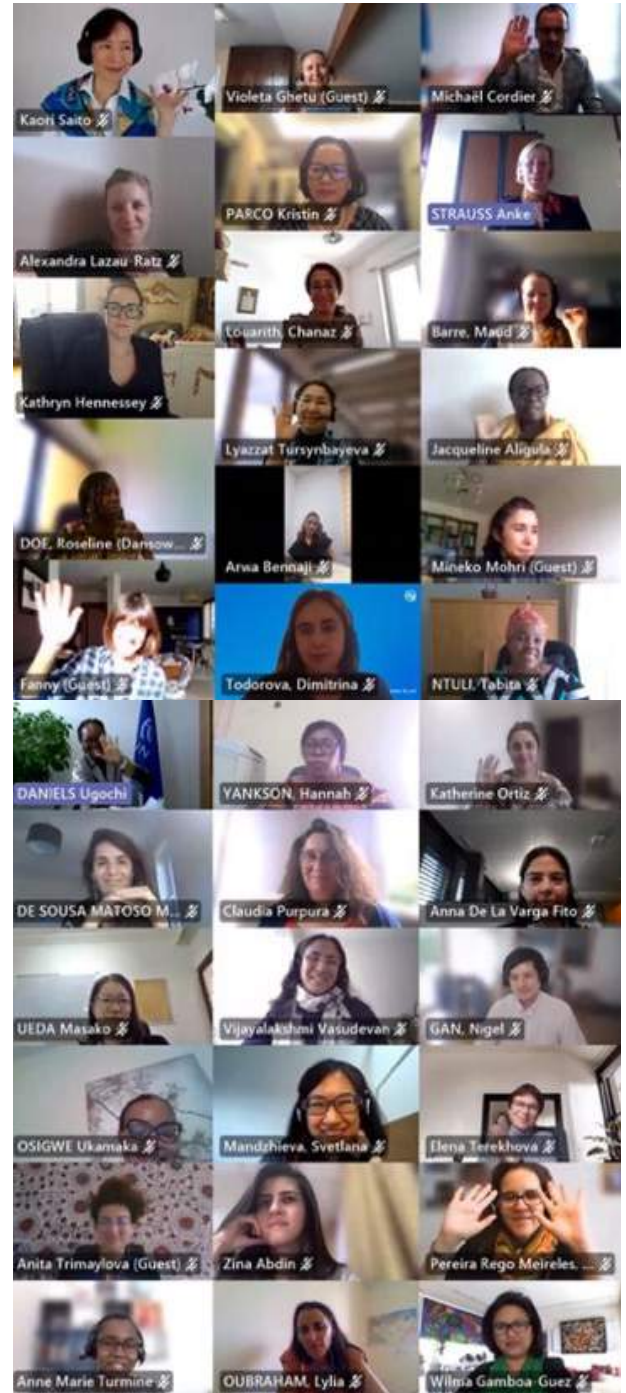 Kaori Saito
Violeta Ghetu (Guest)
Michaël Cordier
Alexandra Lazau-Ratz
PARCO Kristin
STRAUSS Anke
Kathryn Hennessey
Louarith, Chanaz
Barre, Maud
Lyazzat Tursynbayeva
Jacqueline Aligula
DOE, Roseline (Dansow...
Arwa Bennaji
Mineko Mohri (Guest)
Fanny (Guest)
Todorova, Dimitrina
NTULI, Tabita
DANIELS Ugochi
YANKSON, Hannah
Katherine Ortiz
DE SOUSA MATOSO M...
Claudia Purpura
Anna De La Varga Fito
UEDA Masako
Vijayalakshmi Vasudevan
GAN, Nigel
OSIGWE Ukamaka
Mandzhieva, Svetlana
Elena Terekhova
Anita Trimaylova (Guest)
Zina Abdin
Pereira Rego Meireles, ...
Anne Marie Turmine
OUBRAHAM, Lylia
Wilma Gamboa-Guez